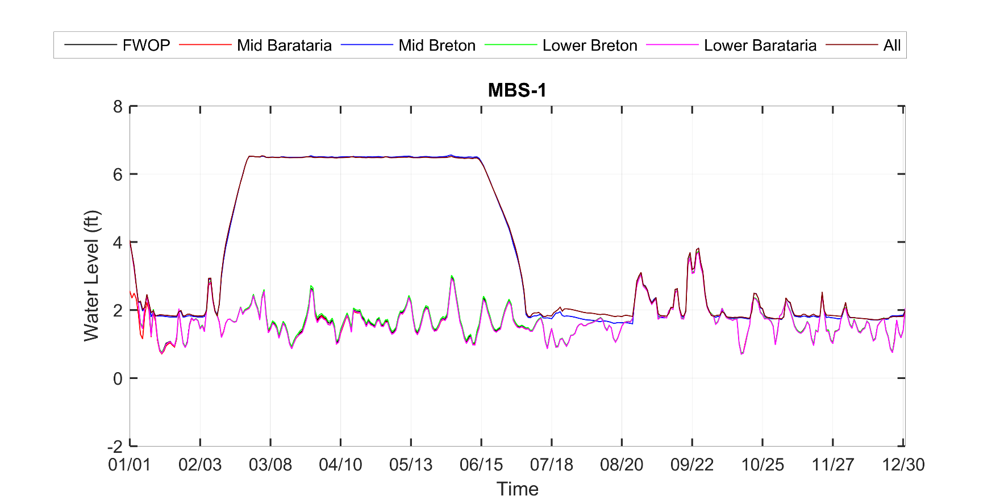 FWOP Mid Barataria Mid Breton Lower Breton Lower Barataria All
MBS-1
8
6
4
2
0
-2
Water Level (ft)
01/01 02/03 03/08 04/10 05/13 06/15 07/18 08/20 09/22 10/25 11/27 12/30
Time